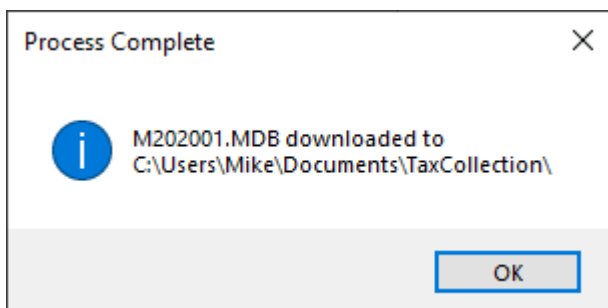 Process Complete
M202001.MDB downloaded to
C:\Users\Mike\Documents\TaxCollection\
OK